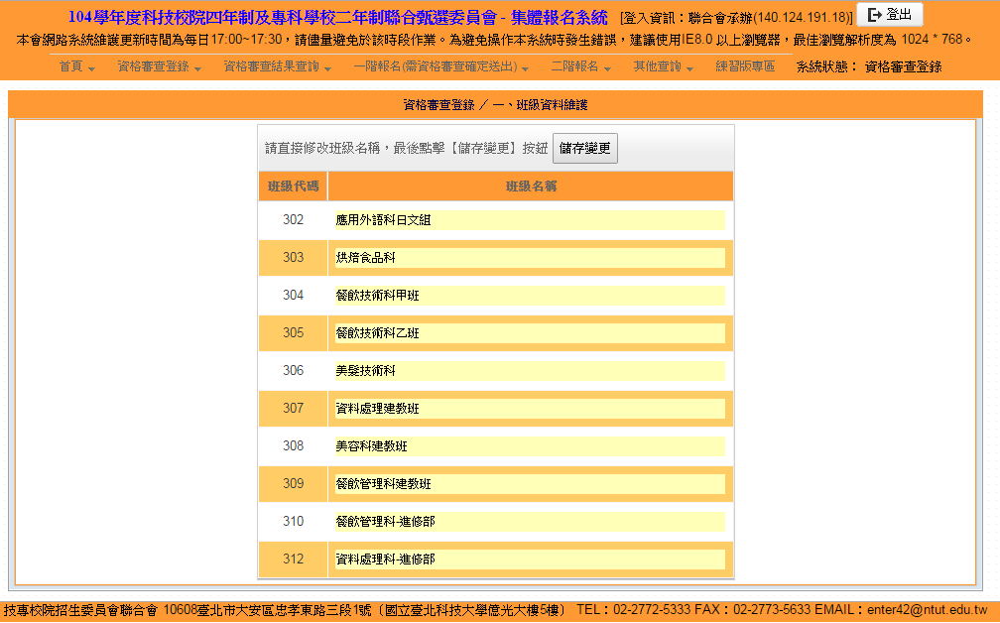 104學年度科技校院四年制及專科學校二年制聯合甄選委員會 - 集體報名系統 [登入資訊：聯合會承辦(140.124.191.18)] 登出
本會網路系統維護更新時間為每日17:00~17:30，請儘量避免於該時段作業。為避免操作本系統時發生錯誤，建議使用IE8.0 以上瀏覽器，最佳瀏覽解析度為 1024 * 768。
首頁 資格審查登錄 資格審查結果查詢 一階報名(需資格審查確定送出) 二階報名 其他查詢 練習版專區 系統狀態： 資格審查登錄
資格審查登錄 ／ 一、班級資料維護
請直接修改班級名稱，最後點擊【儲存變更】按鈕 儲存變更
班級代碼 班級名稱
302 應用外語科日文組
303 烘焙食品科
304 餐飲技術科甲班
305 餐飲技術科乙班
306 美髮技術科
307 資料處理建教班
308 美容科建教班
309 餐飲管理科建教班
310 餐飲管理科-進修部
312 資料處理科-進修部
技專校院招生委員會聯合會 10608臺北市大安區忠孝東路三段1號〔國立臺北科技大學億光大樓5樓〕 TEL：02-2772-5333 FAX：02-2773-5633 EMAIL：enter42@ntut.edu.tw